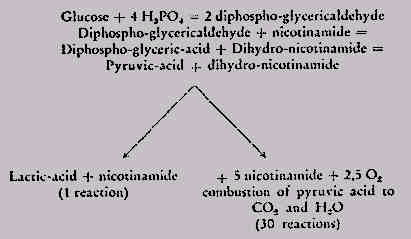 Glucose + 4 H₃PO₄ = 2 diphospho-glycericaldehyde
Diphospho-glycericaldehyde + nicotinamide =
Diphospho-glyceric-acid + Dihydro-nicotinamide =
Pyruvic-acid + dihydro-nicotinamide
Lactic-acid + nicotinamide
(1 reaction)
+ 5 nicotinamide + 2,5 O₂
combustion of pyruvic acid to
CO₂ and H₂O
(30 reactions)